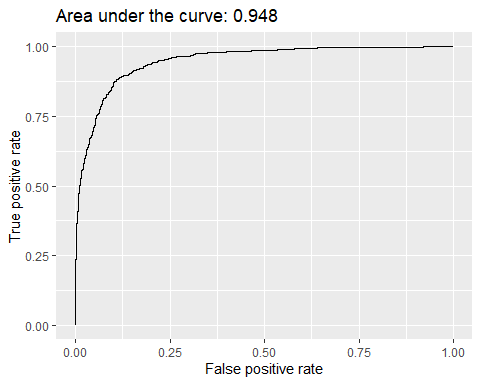 Area under the curve: 0.948
1.00
0.75
0.50
0.25
0.00
True positive rate
0.00 0.25 0.50 0.75 1.00
False positive rate